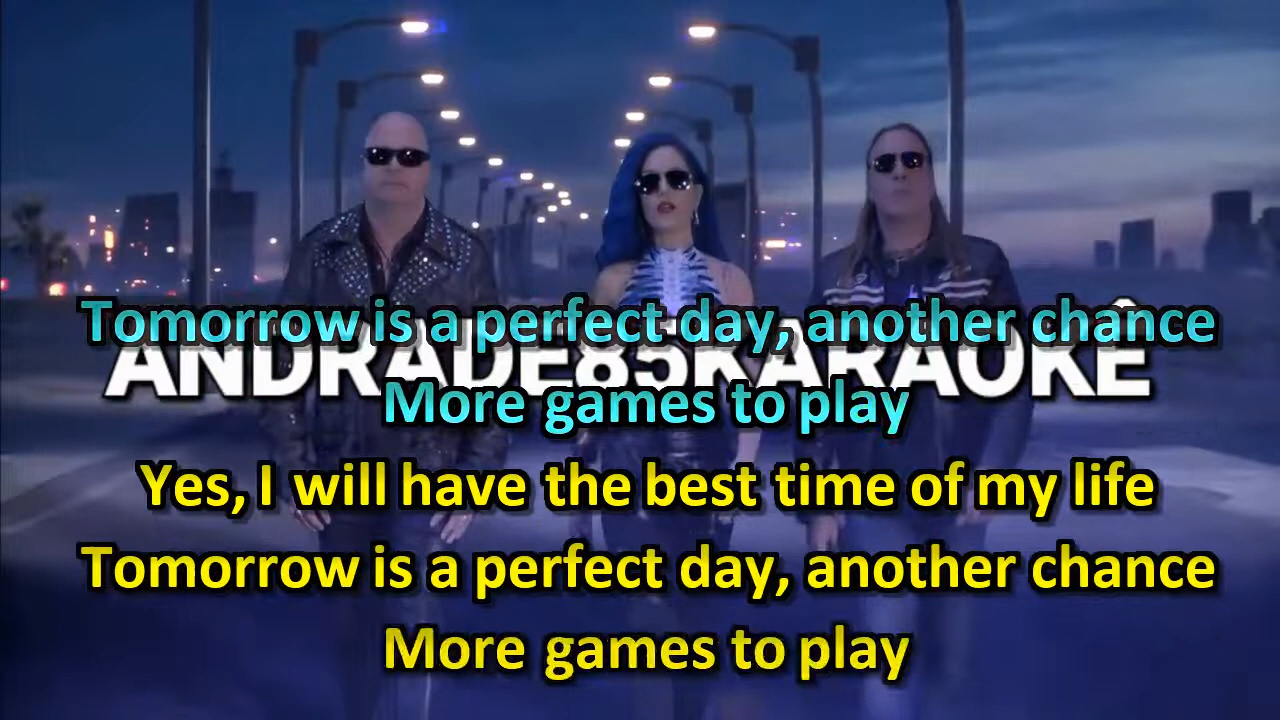 Tomorrow is a perfect day, another chance
ANDRADE85KARAOKÊ
More games to play
Yes, I will have the best time of my life
Tomorrow is a perfect day, another chance
More games to play